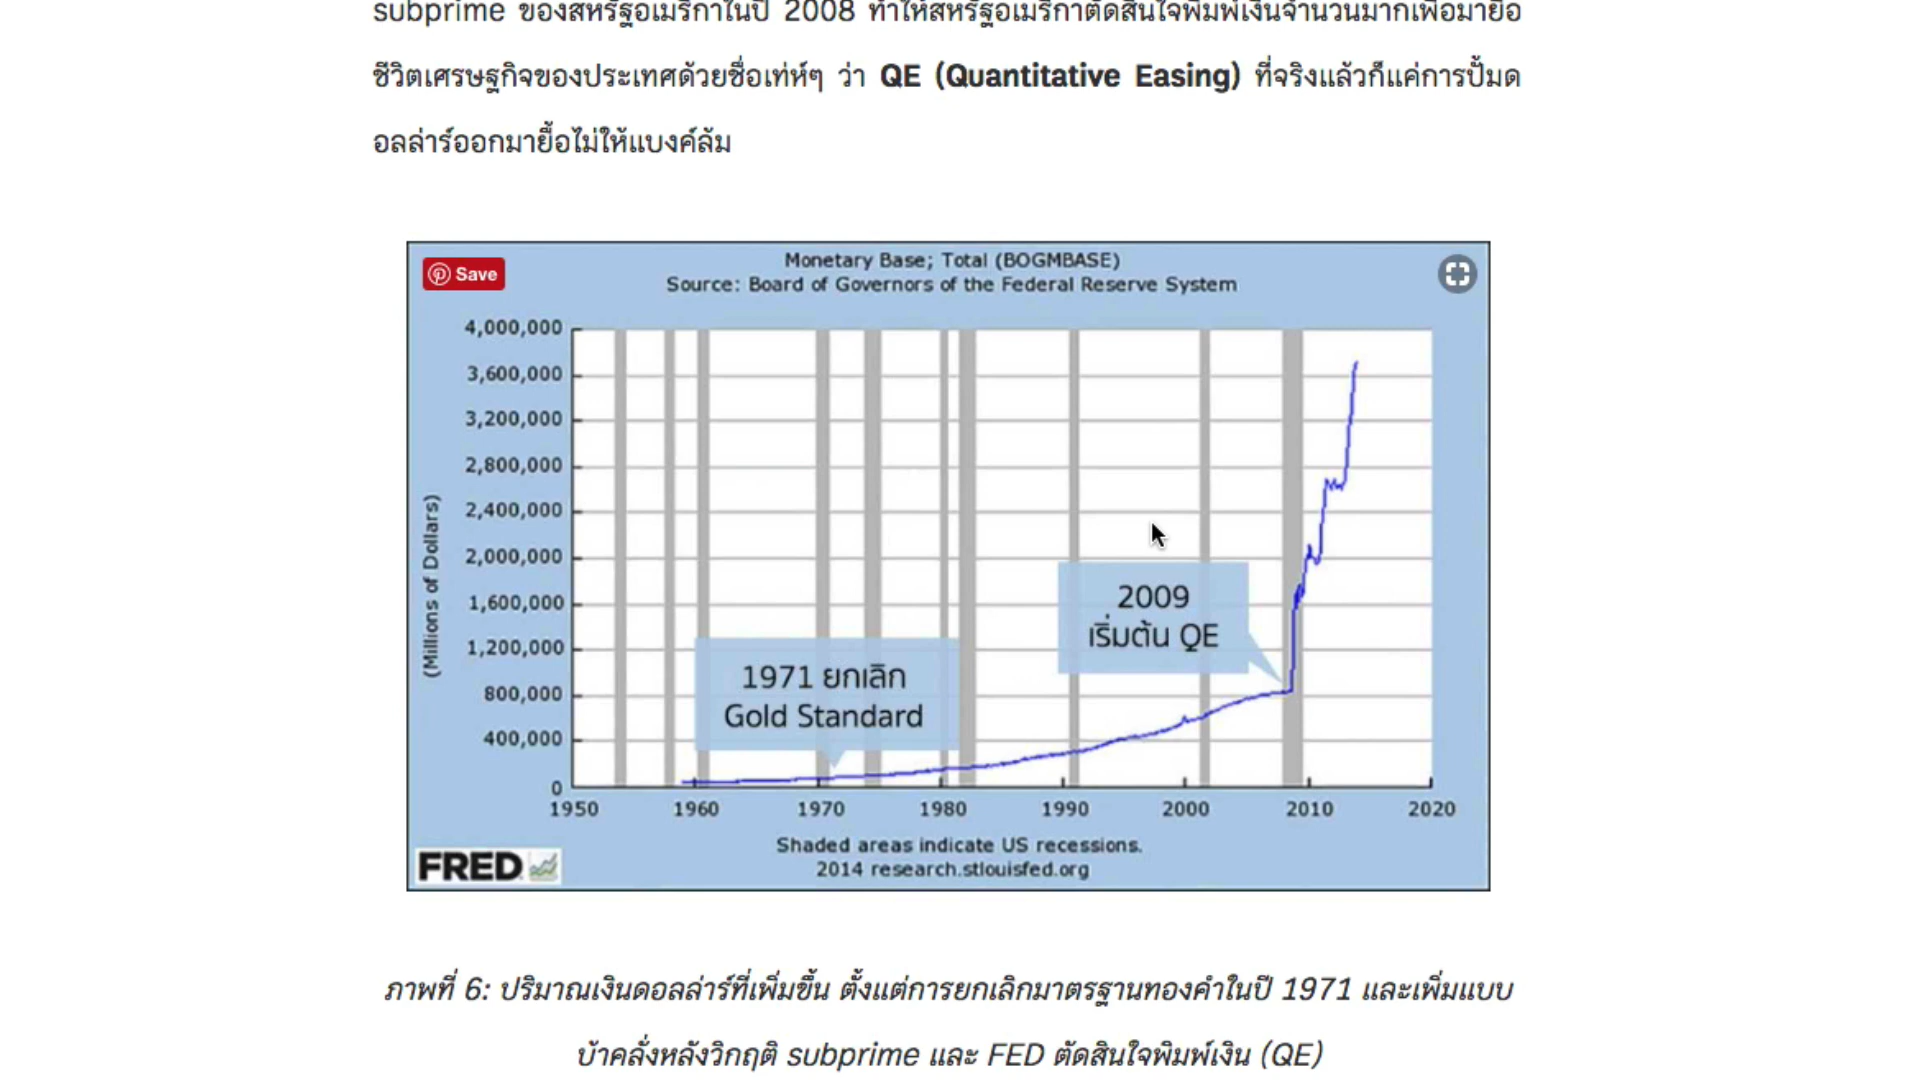 subprime ของสหรัฐอเมริกาในปี 2008 ทำให้สหรัฐอเมริกาตัดสินใจพิมพ์เงินจำนวนมากเพื่อมายื้อ
ชีวิตเศรษฐกิจของประเทศด้วยชื่อเท่ห์ๆ ว่า QE (Quantitative Easing) ที่จริงแล้วก็แค่การปั้มด
อลล่าร์ออกมายื้อไม่ให้แบงค์ล้ม
Save
Monetary Base; Total (BOGMBASE)
Source: Board of Governors of the Federal Reserve System
(Millions of Dollars)
4,000,000
3,600,000
3,200,000
2,800,000
2,400,000
2,000,000
1,600,000
1,200,000
800,000
400,000
0
2009
เริ่มต้น QE
1971 ยกเลิก
Gold Standard
1950 1960 1970 1980 1990 2000 2010 2020
Shaded areas indicate US recessions.
2014 research.stlouisfed.org
FRED
ภาพที่ 6: ปริมาณเงินดอลล่าร์ที่เพิ่มขึ้น ตั้งแต่การยกเลิกมาตรฐานทองคำในปี 1971 และเพิ่มแบบ
บ้าคลั่งหลังวิกฤติ subprime และ FED ตัดสินใจพิมพ์เงิน (QE)